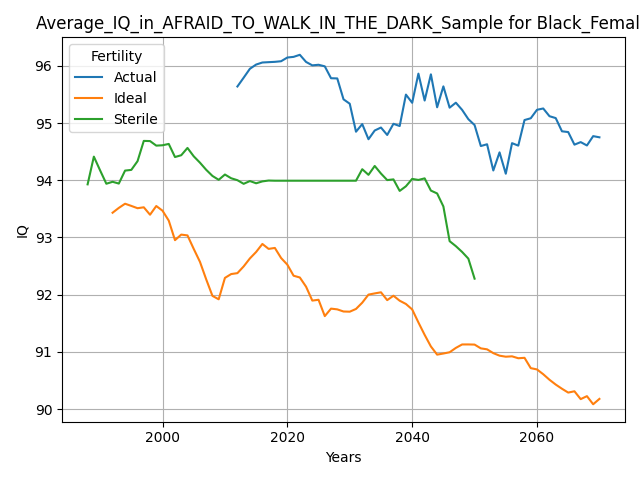 Average_IQ_in_AFRAID_TO_WALK_IN_THE_DARK_Sample for Black_Femal
Fertility
Actual
Ideal
Sterile
96
95
94
93
92
91
90
IQ
2000 2020 2040 2060
Years